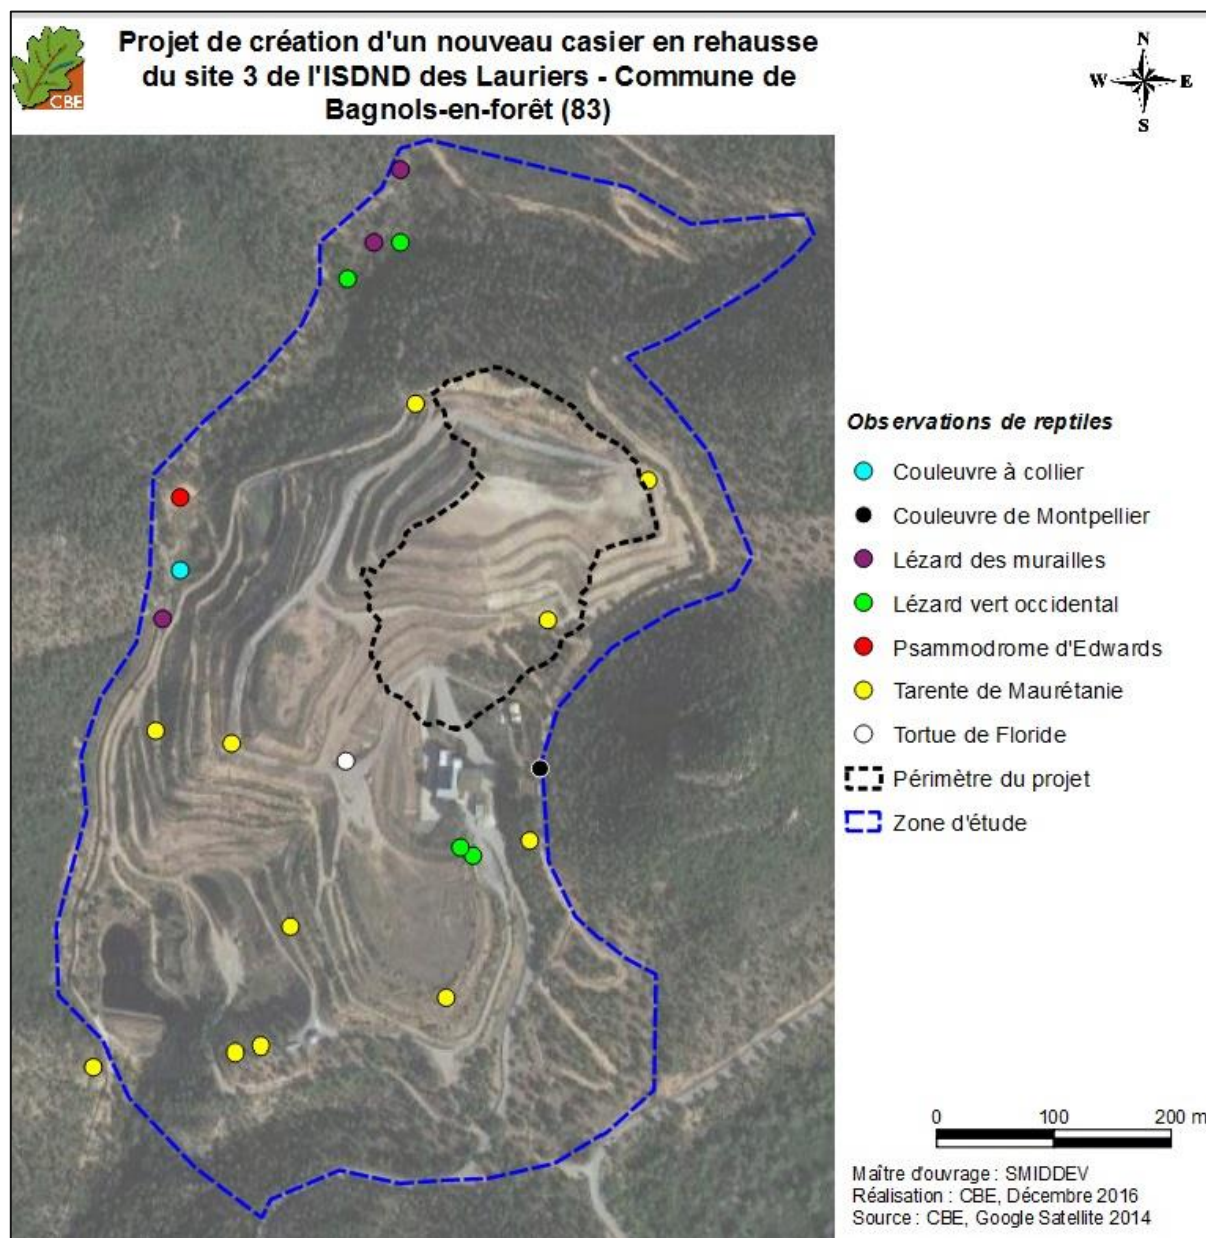 Projet de création d'un nouveau casier en rehausse
du site 3 de l'ISDND des Lauriers - Commune de
Bagnols-en-forêt (83)
CBE
N
W E
S
Observations de reptiles
Couleuvre à collier
Couleuvre de Montpellier
Lézard des murailles
Lézard vert occidental
Psammodrome d'Edwards
Tarente de Maurétanie
Tortue de Floride
Périmètre du projet
Zone d'étude
0 100 200 m
Maître d'ouvrage : SMIDDEV
Réalisation : CBE, Décembre 2016
Source : CBE, Google Satellite 2014